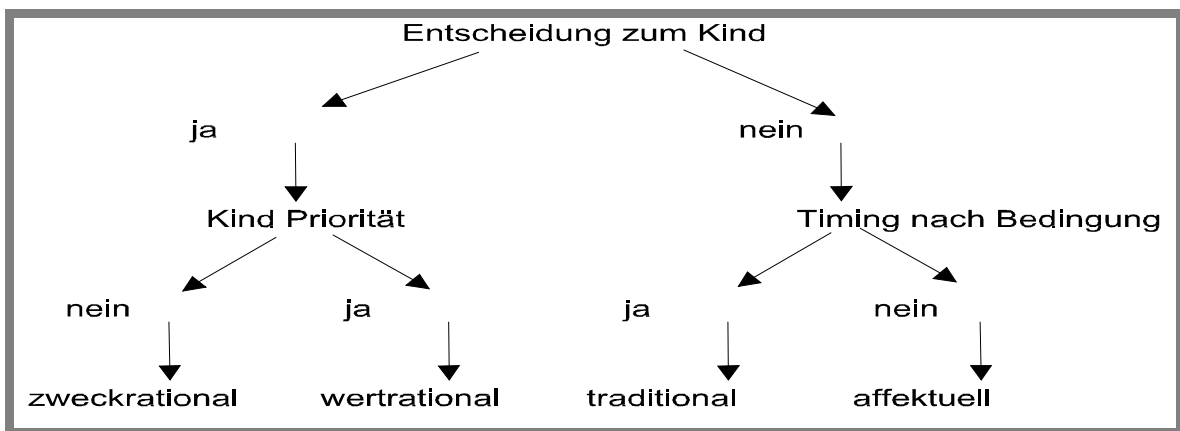 Entscheidung zum Kind
ja nein
Kind Priorität Timing nach Bedingung
nein ja ja nein
zweckrational wertrational traditional affektuell